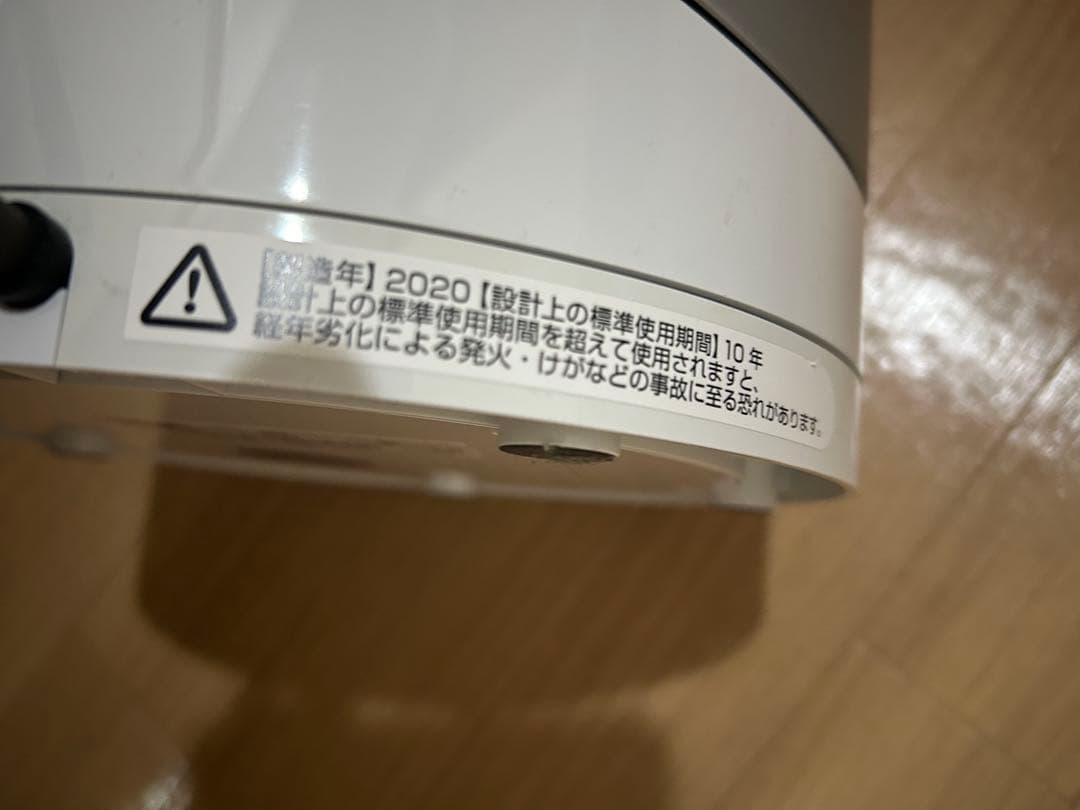 【製造年】2020【設計上の標準使用期間】10年
設計上の標準使用期間を超えて使用されますと、
経年劣化による発火・けがなどの事故に至る恐れがあります。